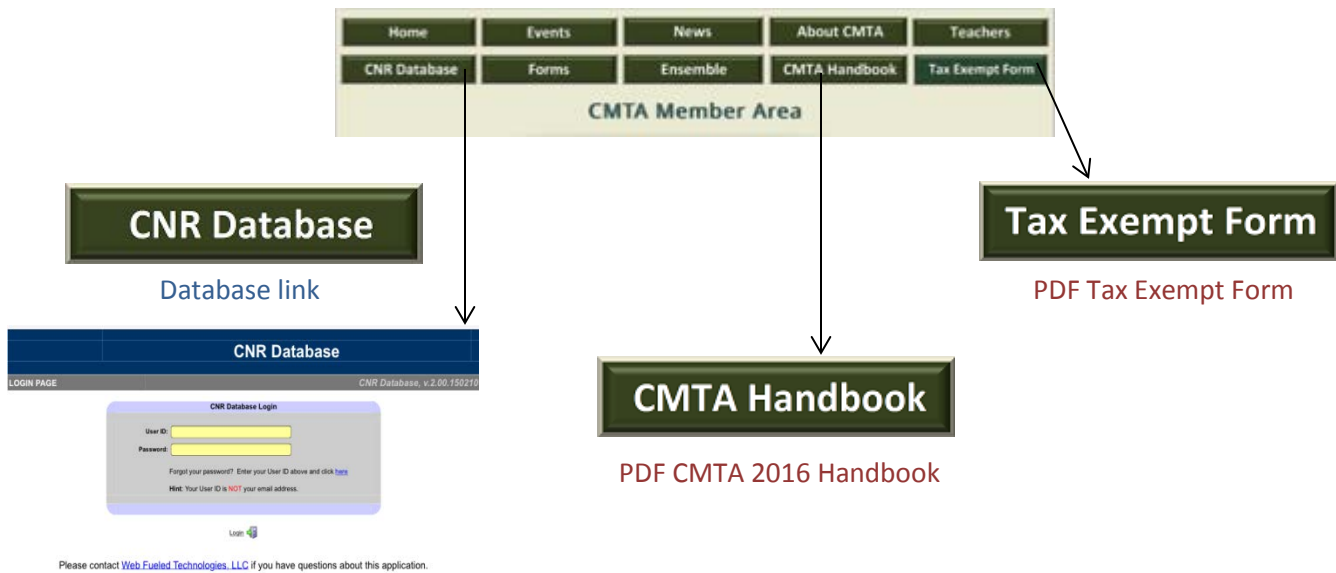 Home Events News About CMTA Teachers
CNR Database Forms Ensemble CMTA Handbook Tax Exempt Form
CMTA Member Area
CNR Database
Database link
Tax Exempt Form
PDF Tax Exempt Form
CNR Database
LOGIN PAGE CNR Database, v.2.00.150210
CNR Database Login
User ID:
Password:
Forgot your password? Enter your User ID above and click here
Hint: Your User ID is NOT your email address.
Login
Please contact Web Fueled Technologies, LLC if you have questions about this application.
CMTA Handbook
PDF CMTA 2016 Handbook